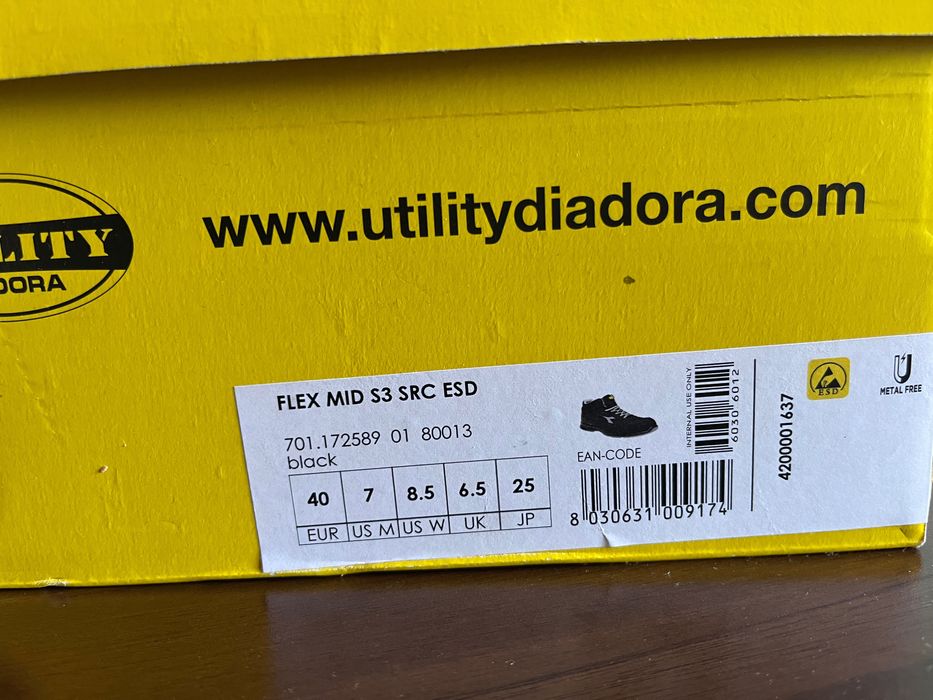 www.utilitydiadora.com
FLEX MID S3 SRC ESD
701.172589 01 80013
black
40 7 8.5 6.5 25
EUR US M US W UK JP
EAN-CODE
8 030631 009174
INTERNAL USE ONLY
6030 6012
4200001637
ESD
METAL FREE